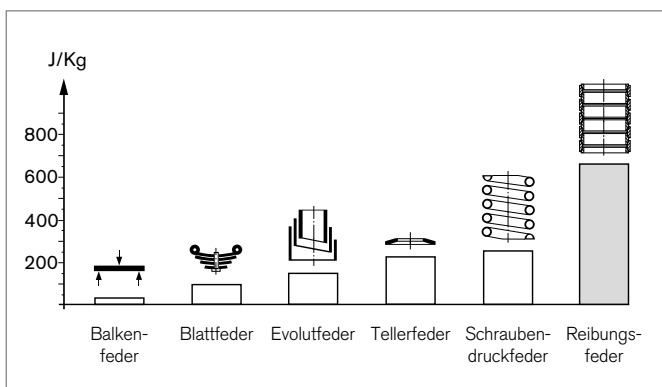 J/Kg
800
600
400
200
Balken-
feder
Blattfeder
Evolutfeder
Tellerfeder
Schrauben-
druckfeder
Reibungs-
feder